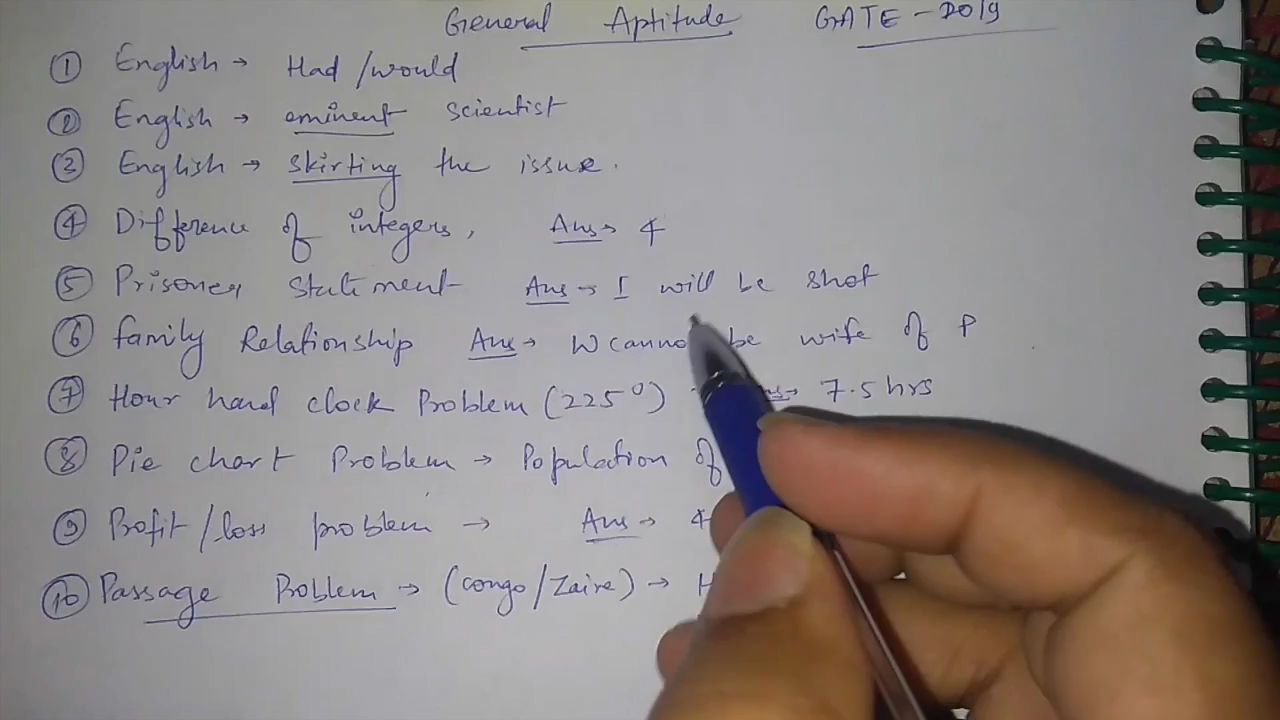 General Aptitude GATE-2019
① English → Had/would
② English → eminent scientist
③ English → skirting the issue.
④ Difference of integers, Ans → 4
⑤ Prisoner Statement Ans → I will be shot
⑥ family Relationship Ans → W cannot be wife of P
⑦ Hour hand clock Problem (225°) → Ans → 7.5 hrs
⑧ Pie chart Problem → Population of
⑨ Profit/loss problem → Ans → 4
⑩ Passage Problem → (Congo/Zaire) → H